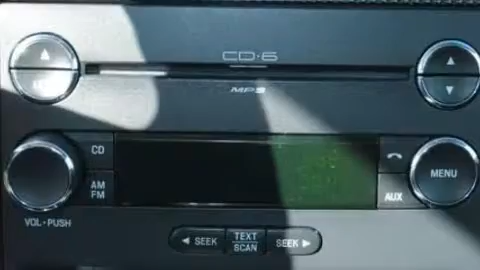 CD·6
MP3
CD
AM
FM
AUX
MENU
VOL·PUSH
◀ SEEK
TEXT
SCAN
SEEK ▶